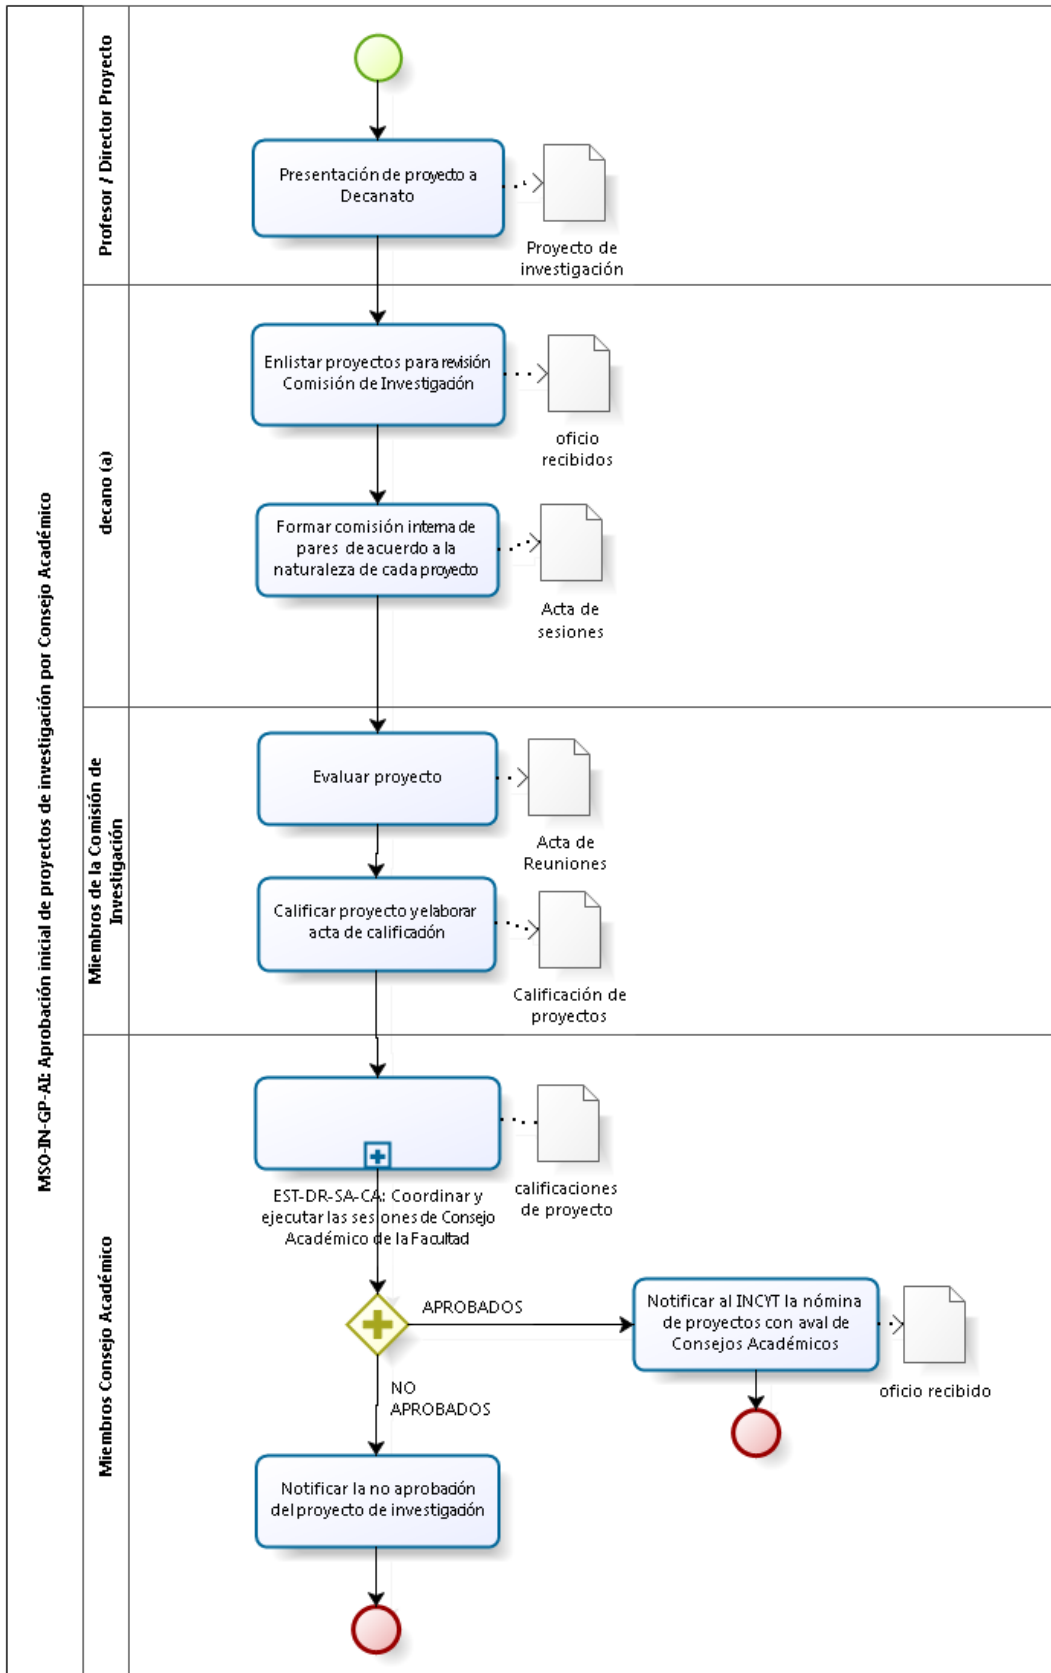 MSO-IN-GP-AI: Aprobación inicial de proyectos de investigación por Consejo Académico
Profesor / Director Proyecto
Presentación de proyecto a
Decanato
Proyecto de
investigación
decano (a)
Enlistar proyectos para revisión
Comisión de Investigación
oficio
recibidos
Formar comisión interna de
pares de acuerdo a la
naturaleza de cada proyecto
Acta de
sesiones
Miembros de la Comisión de
Investigación
Evaluar proyecto
Acta de
Reuniones
Calificar proyecto y elaborar
acta de calificación
Calificación de
proyectos
Miembros Consejo Académico
EST-DR-SA-CA: Coordinar y
ejecutar las sesiones de Consejo
Académico de la Facultad
calificaciones
de proyecto
APROBADOS
Notificar al INCYT la nómina
de proyectos con aval de
Consejos Académicos
oficio recibido
NO
APROBADOS
Notificar la no aprobación
del proyecto de investigación